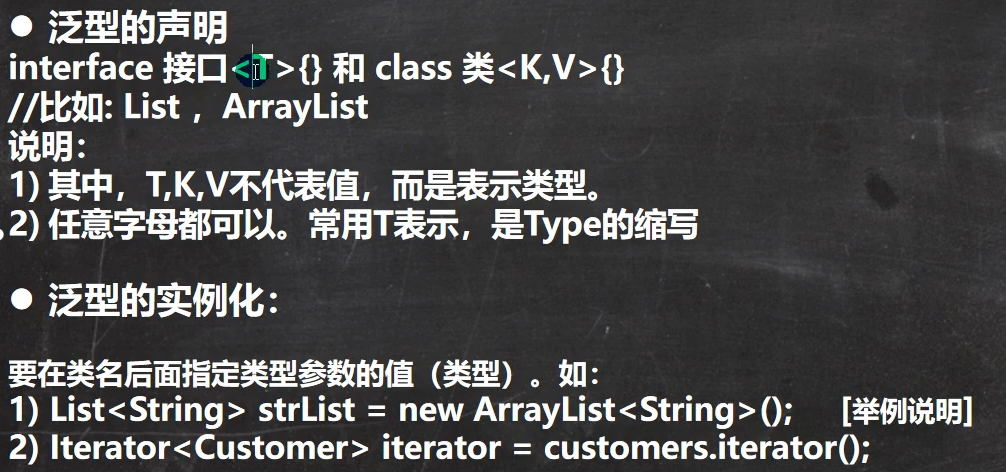 ● 泛型的声明
interface 接口<T>{} 和 class 类<K,V>{}
//比如: List ，ArrayList
说明：
1) 其中，T,K,V不代表值，而是表示类型。
2) 任意字母都可以。常用T表示，是Type的缩写
● 泛型的实例化：
要在类名后面指定类型参数的值（类型）。如：
1) List<String> strList = new ArrayList<String>(); [举例说明]
2) Iterator<Customer> iterator = customers.iterator();